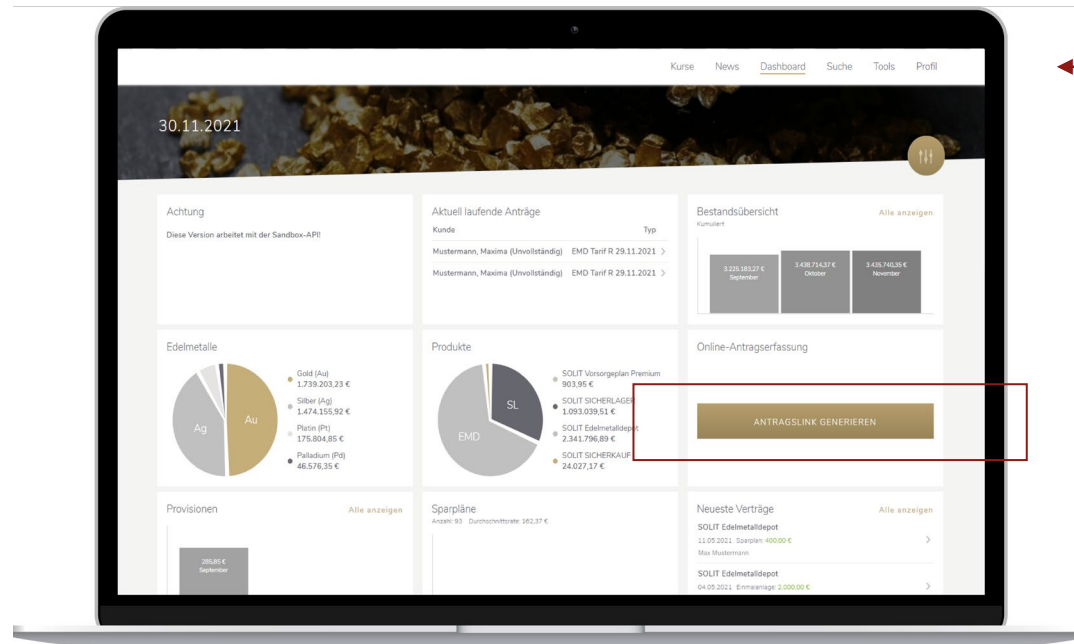 Kurse News Dashboard Suche Tools Profil
30.11.2021
Achtung
Diese Version arbeitet mit der Sandbox-API!
Aktuell laufende Anträge
Kunde Typ
Mustermann, Maxima (Unvollständig) EMD Tarif R 29.11.2021
Mustermann, Maxima (Unvollständig) EMD Tarif R 29.11.2021
Bestandsübersicht Alle anzeigen
Kumuliert
3.225.183,27 € September
3.438.714,37 € Oktober
3.435.740,35 € November
Edelmetalle
Au
Ag
Gold (Au)
1.739.203,23 €
Silber (Ag)
1.474.155,92 €
Platin (Pt)
175.804,85 €
Palladium (Pd)
46.576,35 €
Produkte
SL
EMD
SOLIT Vorsorgeplan Premium
903,95 €
SOLIT SICHERLAGER
1.093.039,51 €
SOLIT Edelmetalldepot
2.341.796,89 €
SOLIT SICHERKAUF
24.027,17 €
Online-Antragserfassung
ANTRAGSLINK GENERIEREN
Provisionen Alle anzeigen
285,85 €
September
Sparpläne
Anzahl: 93 Durchschnittsrate: 162,37 €
Neueste Verträge Alle anzeigen
SOLIT Edelmetalldepot
11.05.2021 Sparplan: 400,00 €
Max Mustermann
SOLIT Edelmetalldepot
04.05.2021 Einmalanlage: 2.000,00 €